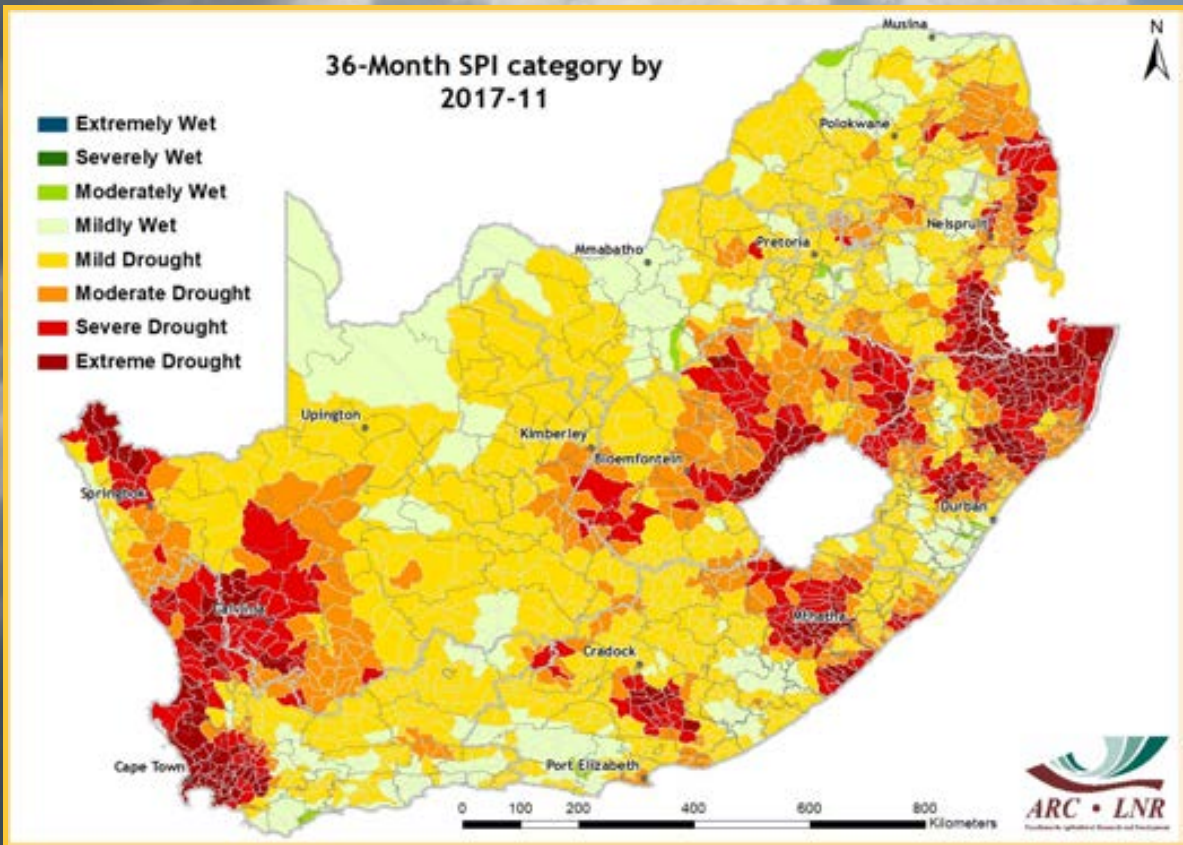 Musina
N
36-Month SPI category by
2017-11
Extremely Wet
Severely Wet
Moderately Wet
Mildly Wet
Mild Drought
Moderate Drought
Severe Drought
Extreme Drought
Polokwane
Nelspruit
Mmabatho
Pretoria
Upington
Kimberley
Bloemfontein
Springbok
Durban
Mthatha
Cradock
Cape Town
Port Elizabeth
0 100 200 400 600 800
Kilometers
ARC • LNR